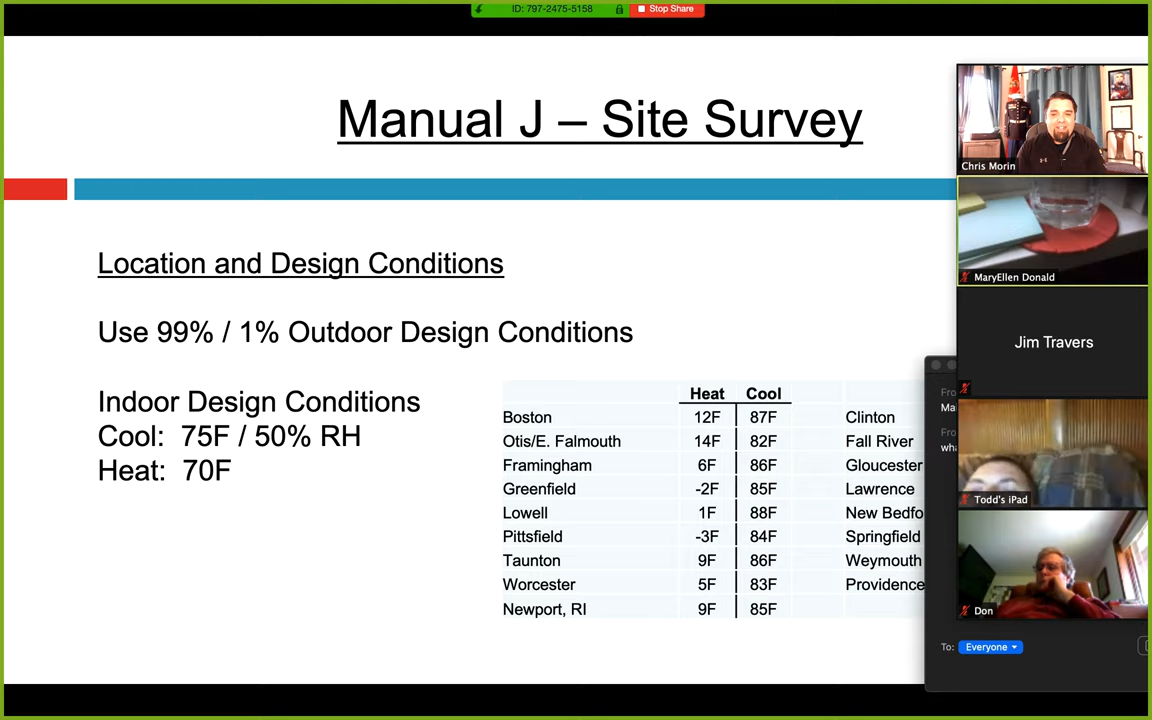 ID: 797-2475-5158
Stop Share
Manual J – Site Survey
Chris Morin
MaryEllen Donald
Location and Design Conditions
Use 99% / 1% Outdoor Design Conditions
Jim Travers
Indoor Design Conditions
Cool: 75F / 50% RH
Heat: 70F
Heat Cool
Boston 12F 87F Clinton
Otis/E. Falmouth 14F 82F Fall River
Framingham 6F 86F Gloucester
Greenfield -2F 85F Lawrence
Lowell 1F 88F New Bedfo
Pittsfield -3F 84F Springfield
Taunton 9F 86F Weymouth
Worcester 5F 83F Providence
Newport, RI 9F 85F
Fro
Ma
Fro
wha
Todd's iPad
Don
To: Everyone